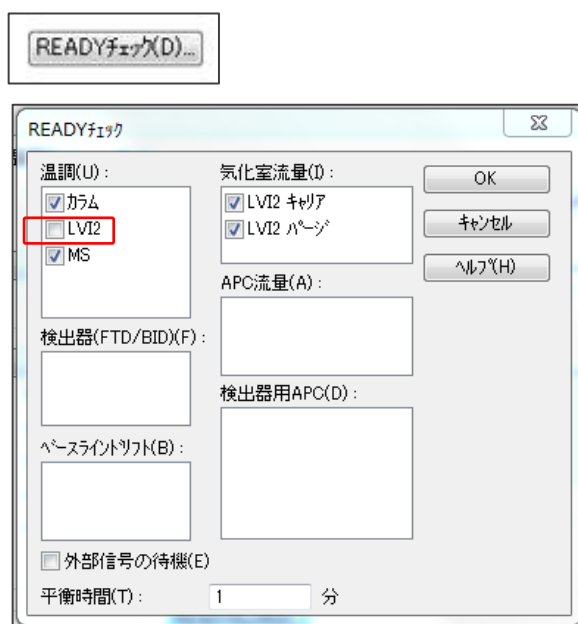 READYﾁｪｯｸ(D)...
READYﾁｪｯｸ
温調(U) :
ｶﾗﾑ
LVI2
MS
気化室流量(I) :
LVI2 ｷｬﾘｱ
LVI2 ﾊﾟｰｼﾞ
OK
ｷｬﾝｾﾙ
ﾍﾙﾌﾟ(H)
APC流量(A) :
検出器(FTD/BID)(F) :
検出器用APC(D) :
ﾍﾞｰｽﾗｲﾝﾄﾞﾘﾌﾄ(B) :
外部信号の待機(E)
平衡時間(T) : 1 分